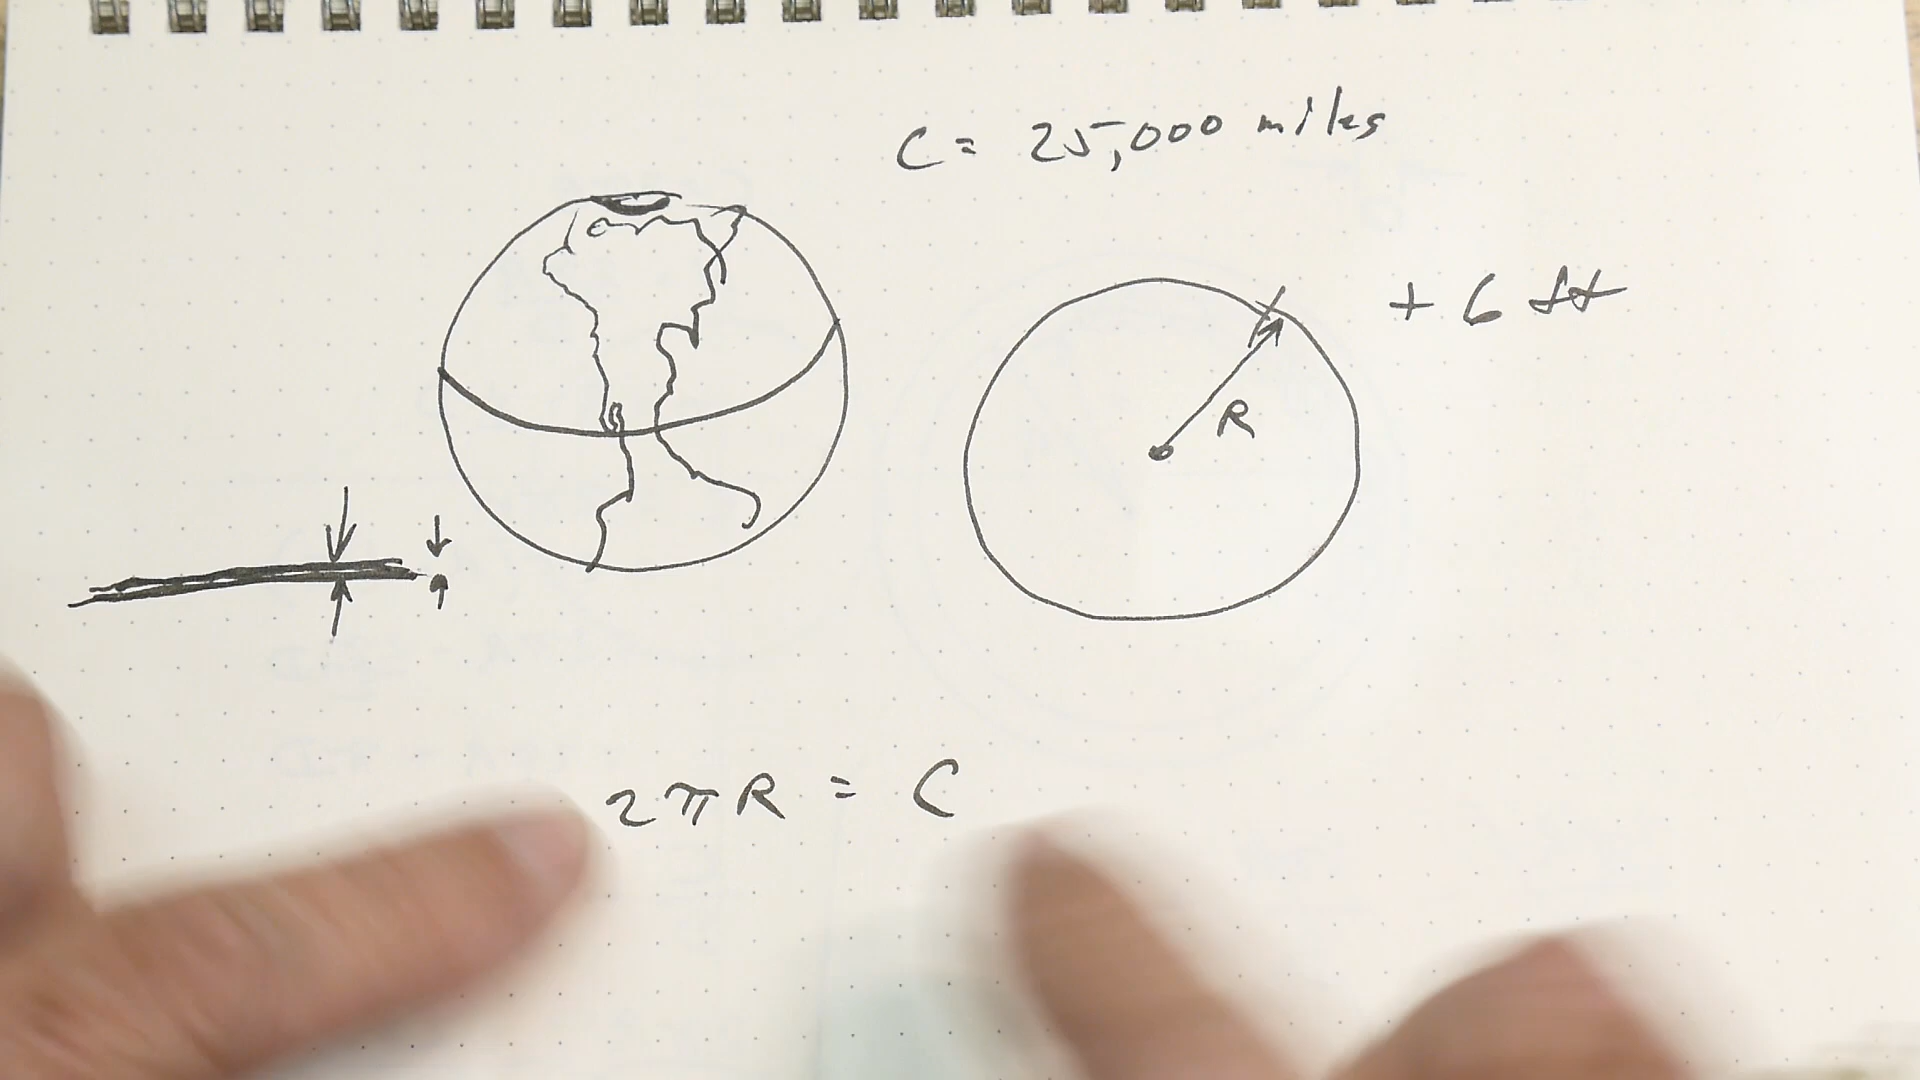 C = 25,000 miles
+ 6 ft
R
2πR = C